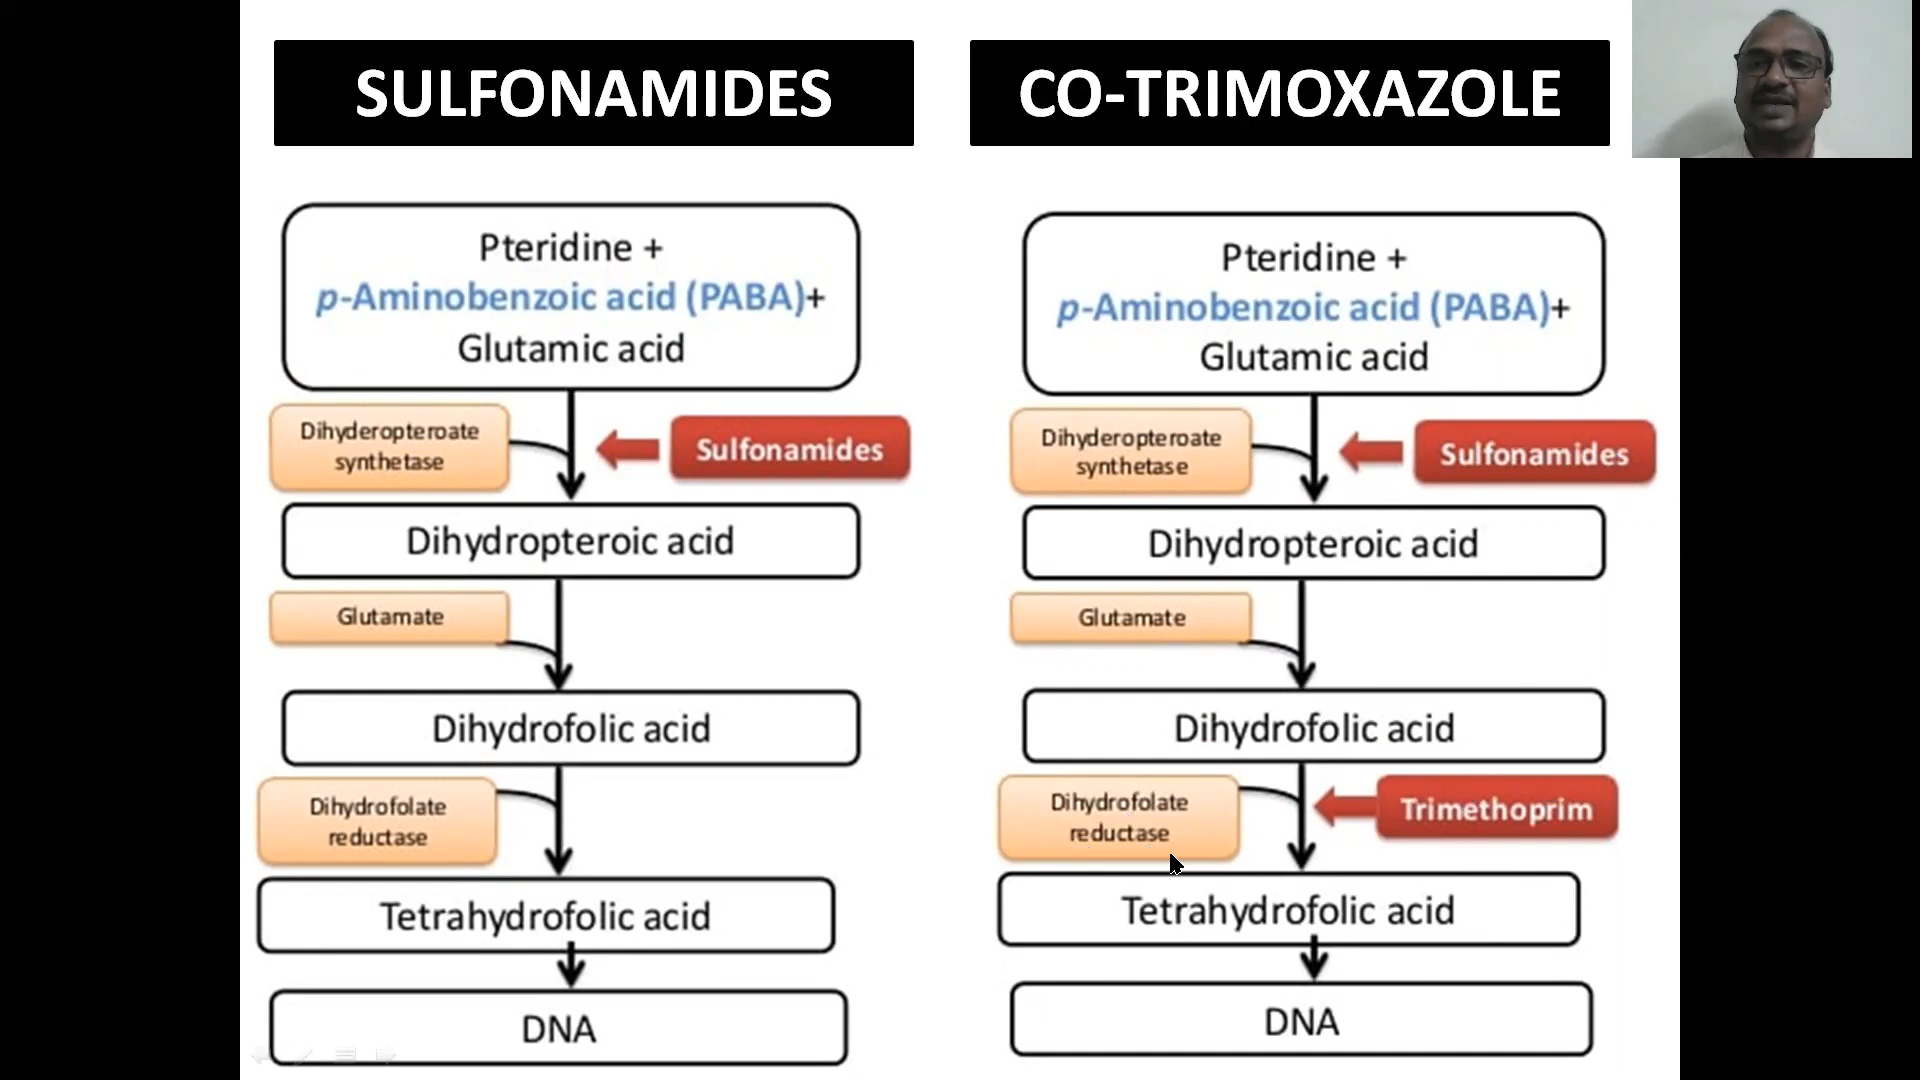 SULFONAMIDES
Pteridine +
p-Aminobenzoic acid (PABA)+
Glutamic acid
Dihyderopteroate
synthetase
Sulfonamides
Dihydropteroic acid
Glutamate
Dihydrofolic acid
Dihydrofolate
reductase
Tetrahydrofolic acid
DNA
CO-TRIMOXAZOLE
Pteridine +
p-Aminobenzoic acid (PABA)+
Glutamic acid
Dihyderopteroate
synthetase
Sulfonamides
Dihydropteroic acid
Glutamate
Dihydrofolic acid
Dihydrofolate
reductase
Trimethoprim
Tetrahydrofolic acid
DNA